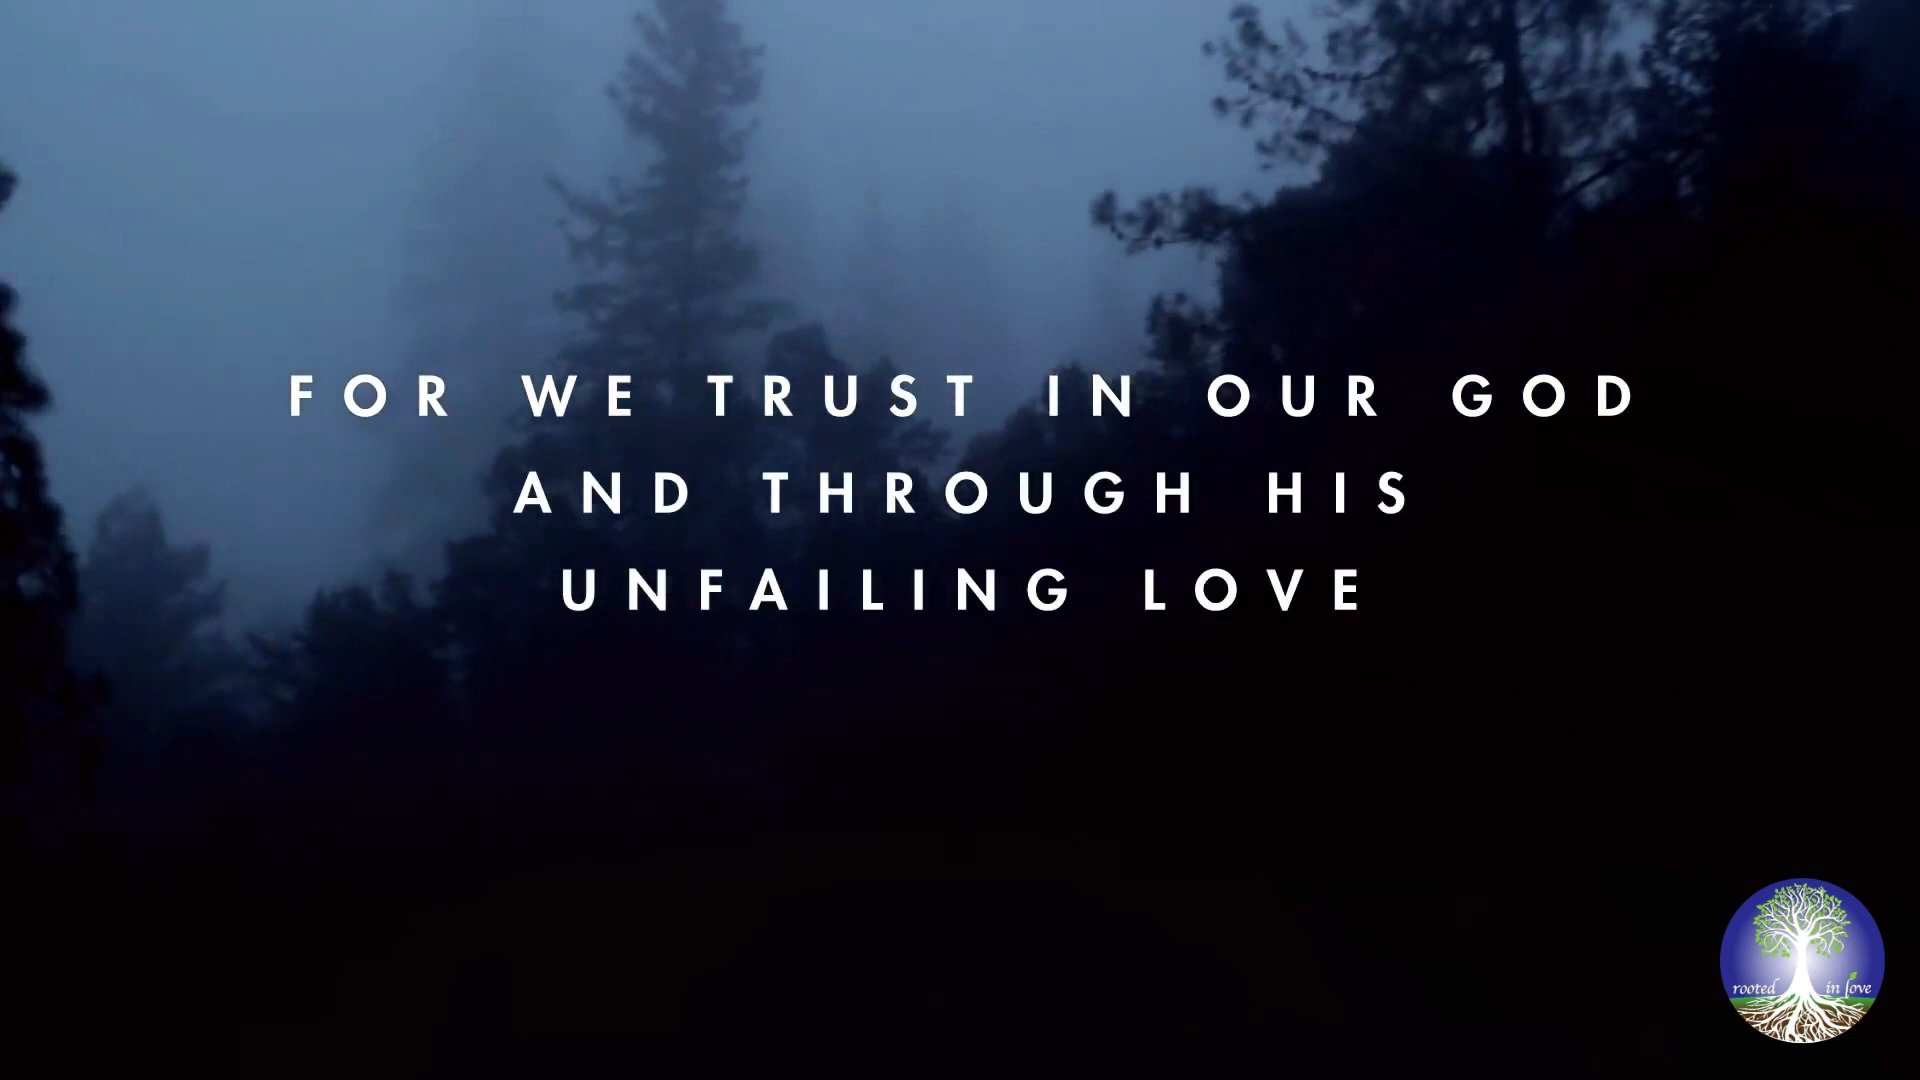 FOR WE TRUST IN OUR GOD
AND THROUGH HIS
UNFAILING LOVE
rooted in love